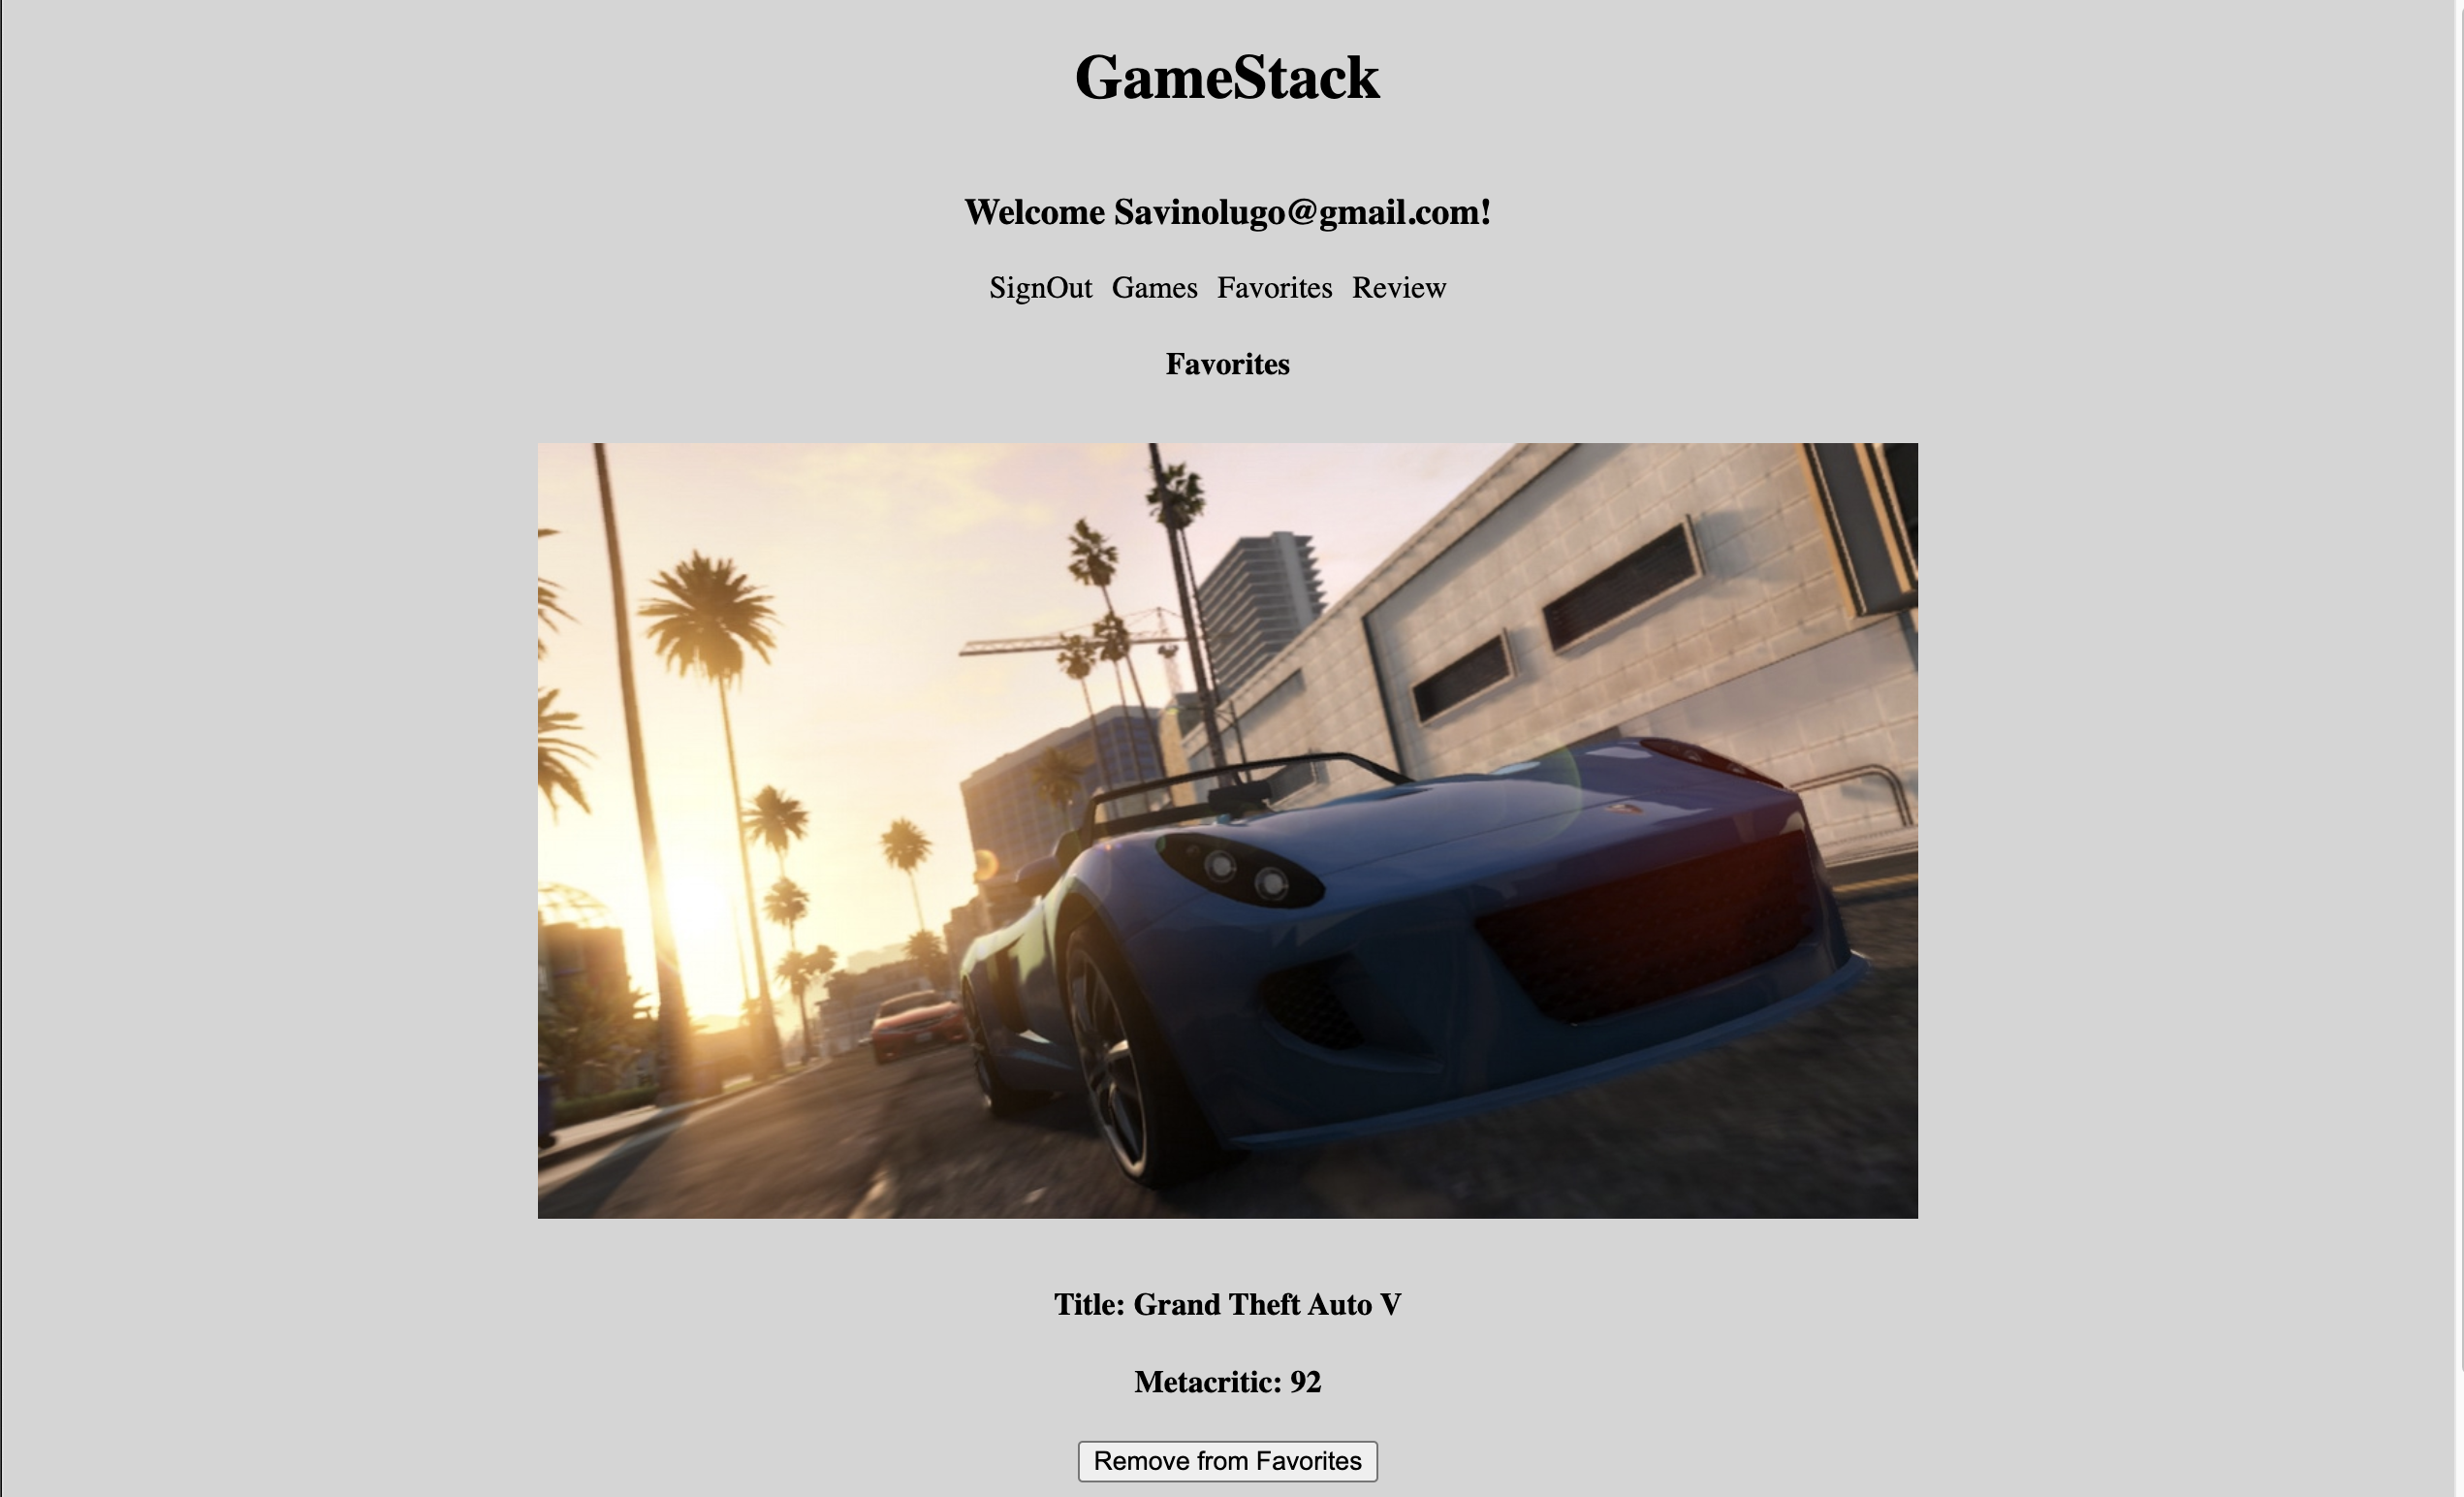 GameStack
Welcome Savinolugo@gmail.com!
SignOut Games Favorites Review
Favorites
Title: Grand Theft Auto V
Metacritic: 92
Remove from Favorites